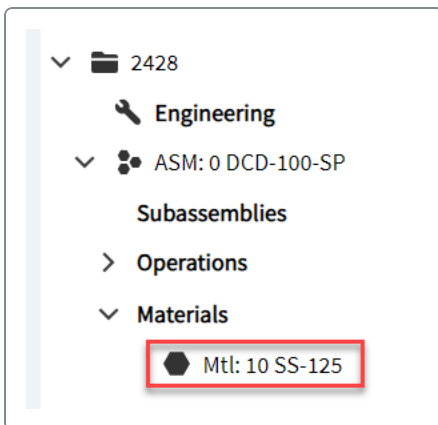 2428
Engineering
ASM: 0 DCD-100-SP
Subassemblies
Operations
Materials
Mtl: 10 SS-125